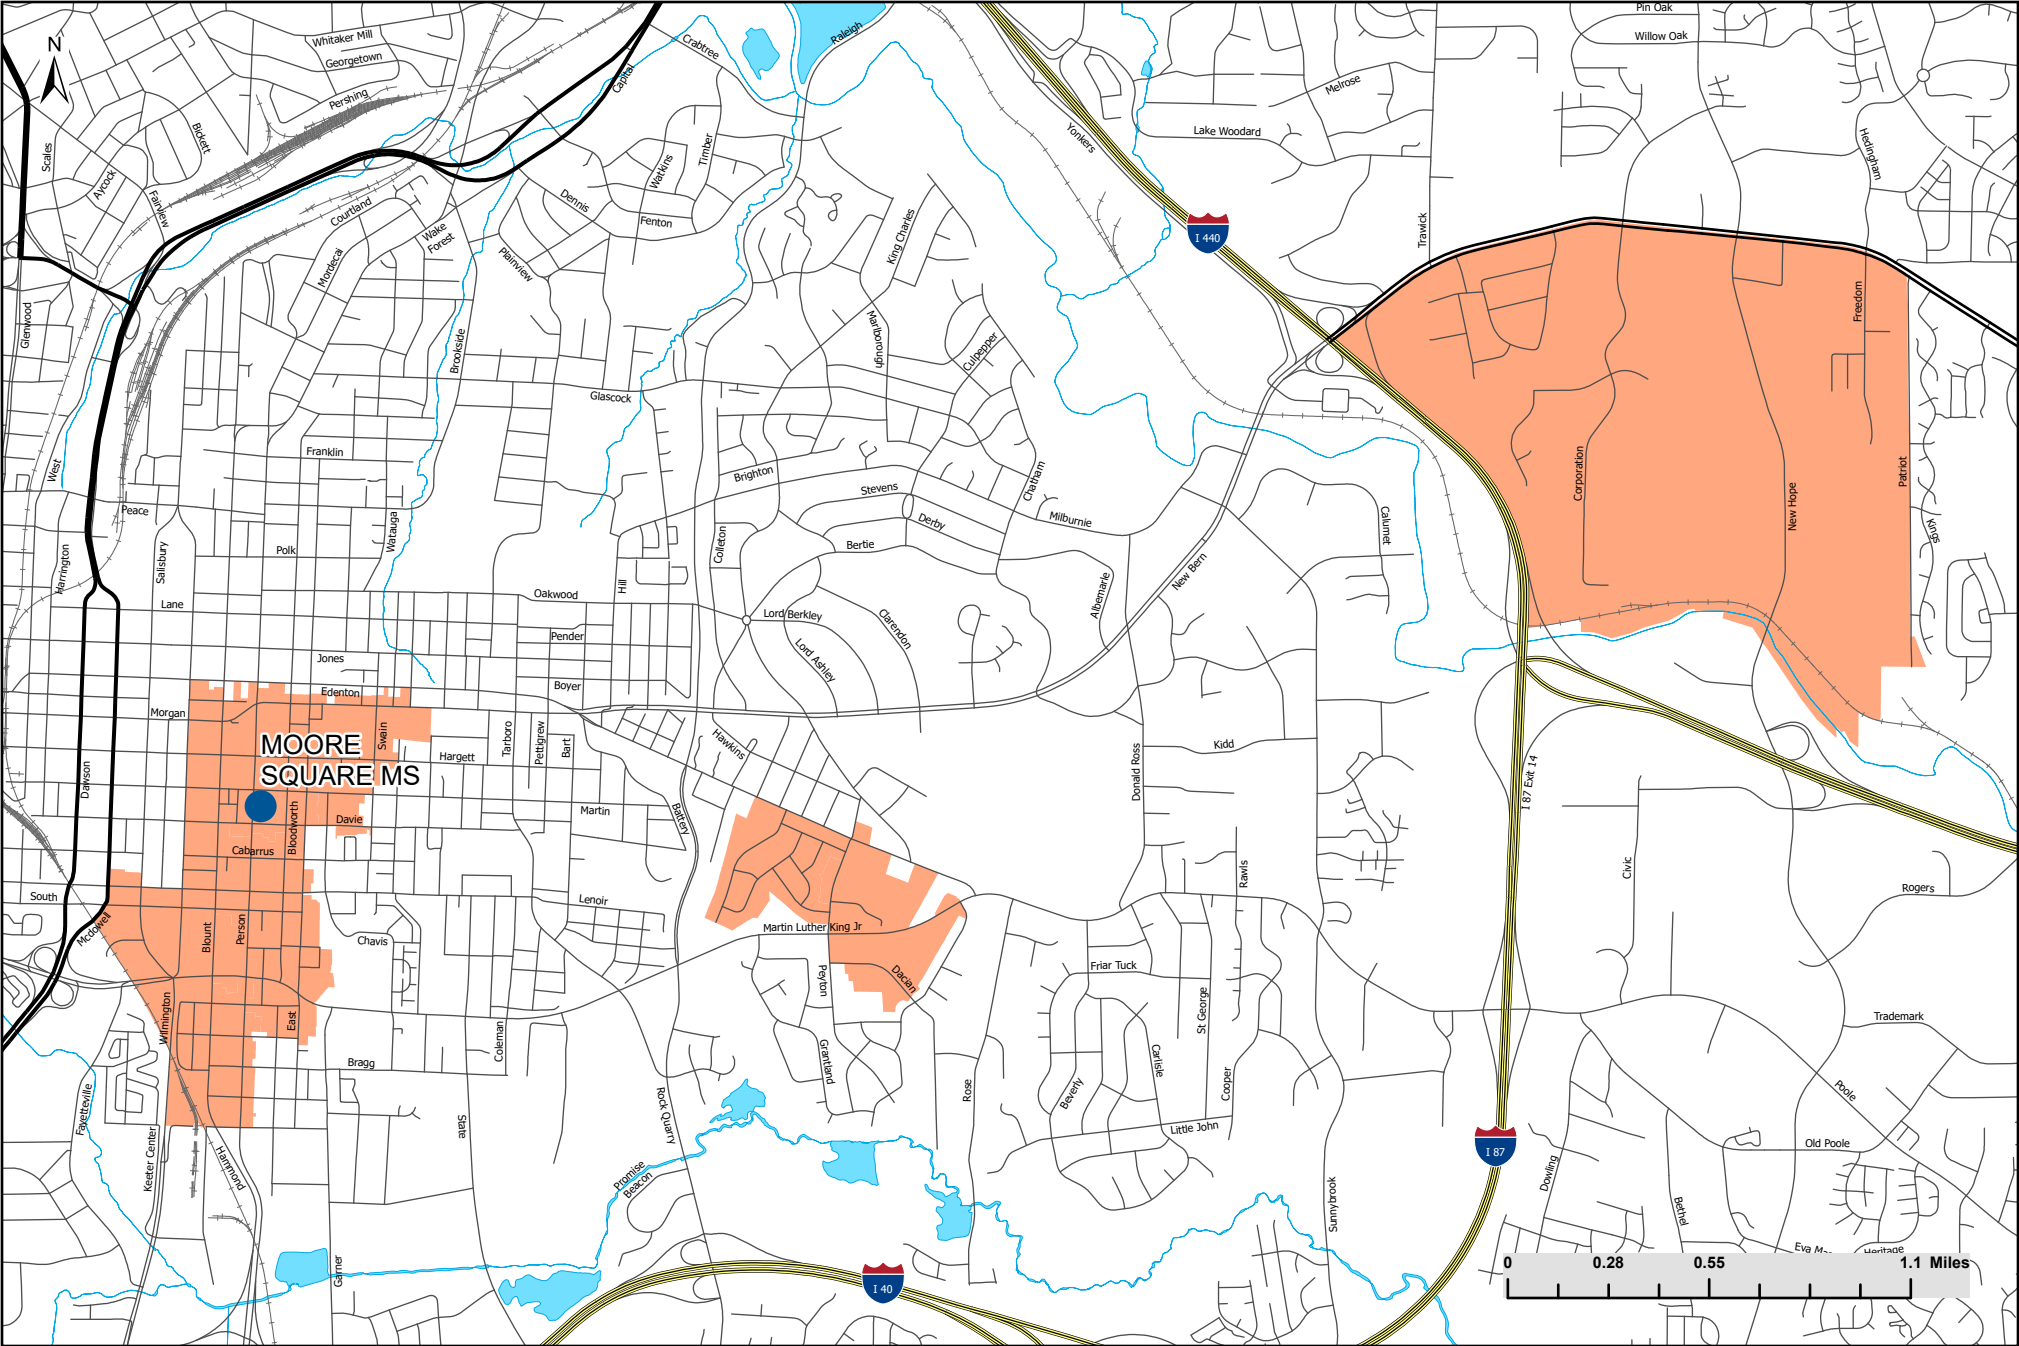 N
Whitaker Mill
Georgetown
Pershing
Bickett
Scales
Aycock
Fairview
Courtland
Mordecai
Wake
Forest
Plainview
Capital
Crabtree
Raleigh
Timber
Watkins
Dennis
Fenton
King Charles
Marlborough
Culpepper
Yonkers
I 440
Lake Woodard
Melrose
Pin Oak
Willow Oak
Trawick
Hedingham
Freedom
Glenwood
Brookside
Glascock
Franklin
West
Peace
Watauga
Polk
Salisbury
Harrington
Lane
Oakwood
Hill
Pender
Jones
Boyer
Edenton
Morgan
Swain
Hargett
Tarboro
Pettigrew
Bart
Brighton
Stevens
Derby
Bertie
Colleton
Chatham
Milburnie
New Bern
Albemarle
Lord Berkley
Lord Ashley
Clarendon
Calumet
Corporation
New Hope
Patriot
Kings
MOORE
SQUARE MS
Dawson
Martin
Davie
Bloodworth
Cabarrus
Hawkins
Battery
Donald Ross
Kidd
I 87 Exit 14
South
Mcdowell
Blount
Person
Lenoir
Chavis
Martin Luther King Jr
Rawls
Civic
Rogers
Wilmington
East
Bragg
Coleman
Peyton
Dacian
Friar Tuck
St George
Grantland
Rose
Beverly
Carlisle
Cooper
Little John
Trademark
Poole
Old Poole
Fayetteville
Keeter Center
Hammond
State
Rock Quarry
Promise
Beacon
Garner
Sunnybrook
I 87
Dowling
Bethel
Heritage
I 40
0 0.28 0.55 1.1 Miles